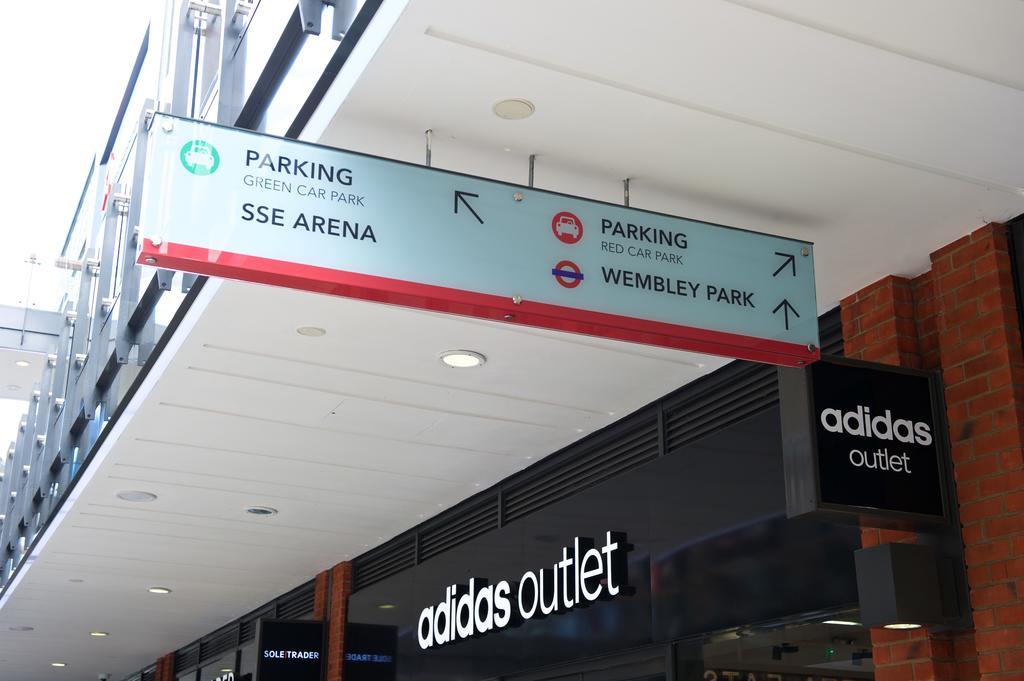 PARKING
GREEN CAR PARK
SSE ARENA
PARKING
RED CAR PARK
WEMBLEY PARK
adidas
outlet
adidas outlet
SOLE TRADER